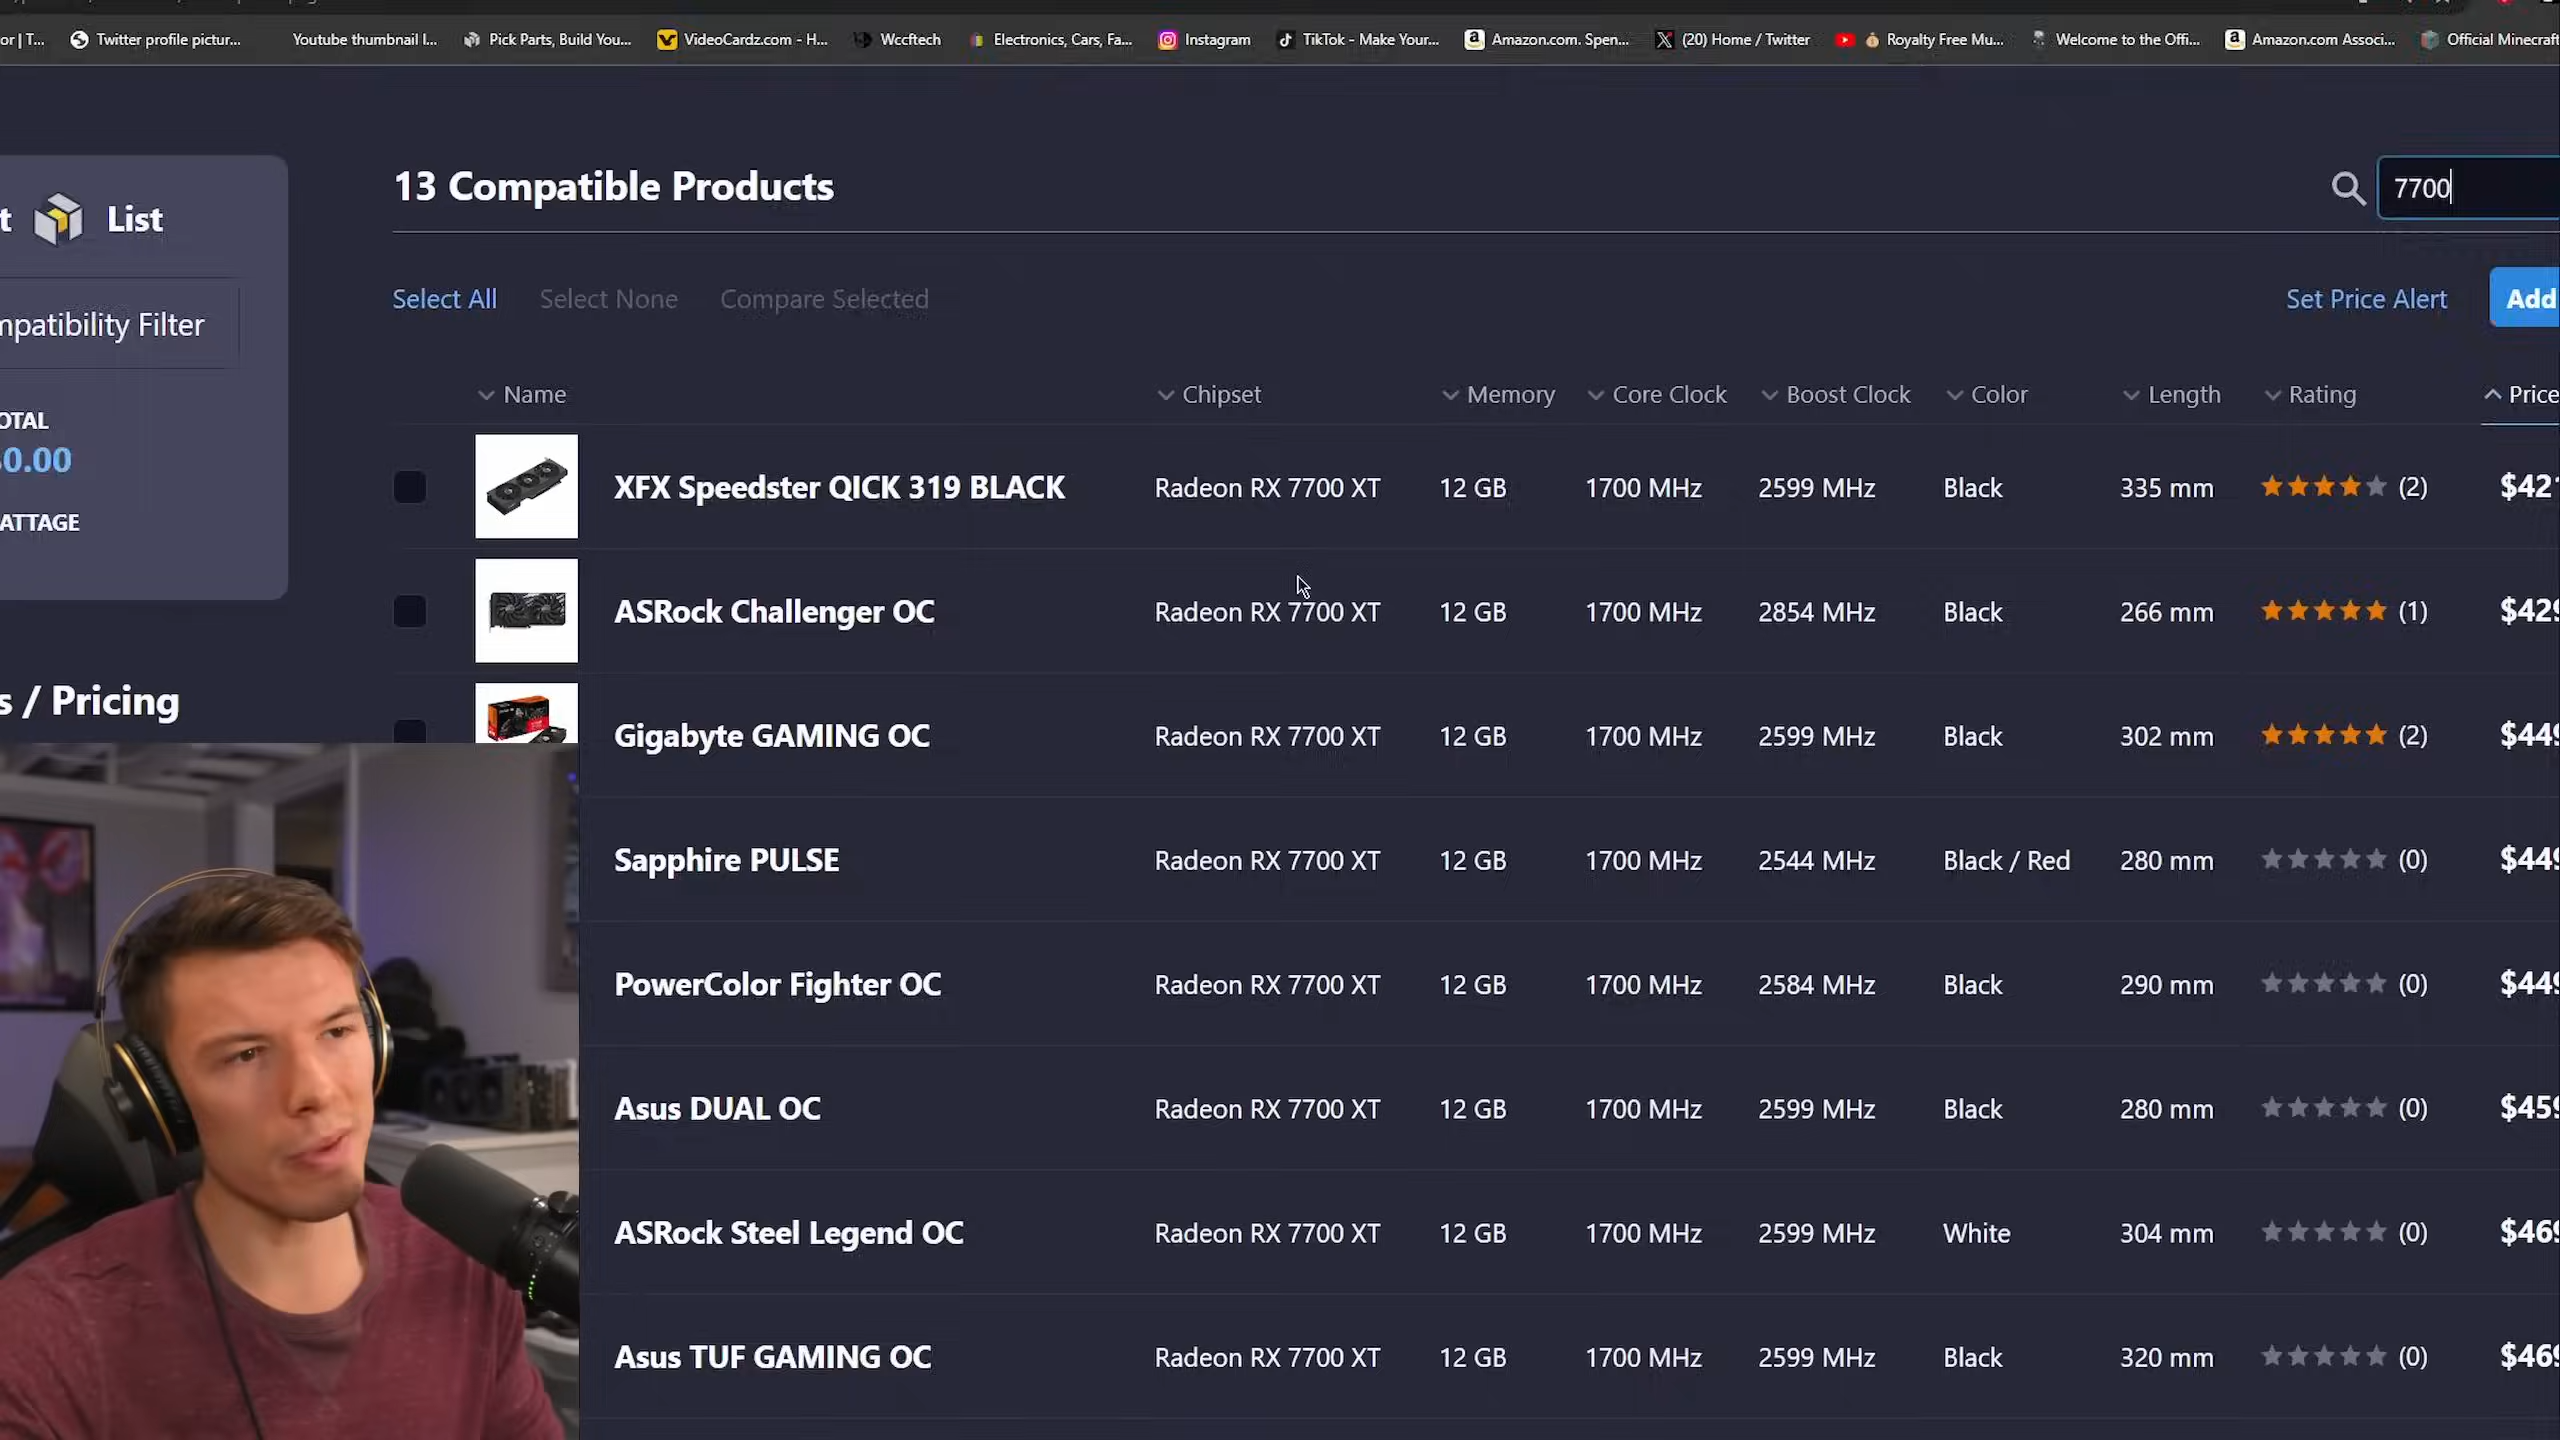 or | T...
Twitter profile pictur...
Youtube thumbnail l...
Pick Parts, Build You...
VideoCardz.com - H...
Wccftech
Electronics, Cars, Fa...
Instagram
TikTok - Make Your...
Amazon.com. Spen...
(20) Home / Twitter
Royalty Free Mu...
Welcome to the Offi...
Amazon.com Associ...
Official Minecraft
t List
mpatibility Filter
OTAL
0.00
ATTAGE
s / Pricing
13 Compatible Products
7700
Select All Select None Compare Selected Set Price Alert Add
Name Chipset Memory Core Clock Boost Clock Color Length Rating Price
XFX Speedster QICK 319 BLACK Radeon RX 7700 XT 12 GB 1700 MHz 2599 MHz Black 335 mm (2) $421
ASRock Challenger OC Radeon RX 7700 XT 12 GB 1700 MHz 2854 MHz Black 266 mm (1) $429
Gigabyte GAMING OC Radeon RX 7700 XT 12 GB 1700 MHz 2599 MHz Black 302 mm (2) $449
Sapphire PULSE Radeon RX 7700 XT 12 GB 1700 MHz 2544 MHz Black / Red 280 mm (0) $449
PowerColor Fighter OC Radeon RX 7700 XT 12 GB 1700 MHz 2584 MHz Black 290 mm (0) $449
Asus DUAL OC Radeon RX 7700 XT 12 GB 1700 MHz 2599 MHz Black 280 mm (0) $459
ASRock Steel Legend OC Radeon RX 7700 XT 12 GB 1700 MHz 2599 MHz White 304 mm (0) $469
Asus TUF GAMING OC Radeon RX 7700 XT 12 GB 1700 MHz 2599 MHz Black 320 mm (0) $469